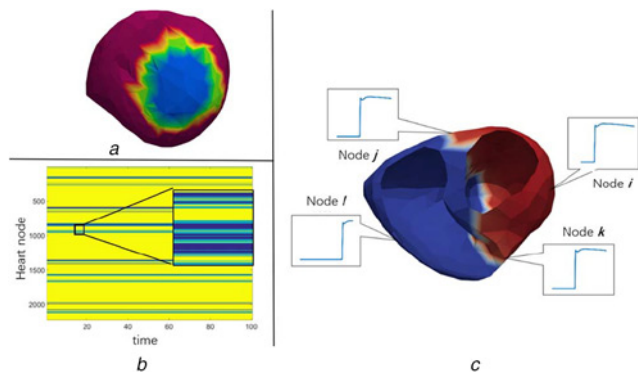 a
500
1000
1500
2000
Heart node
20
40
60
80
100
time
b
Node j
Node i
Node l
Node k
c